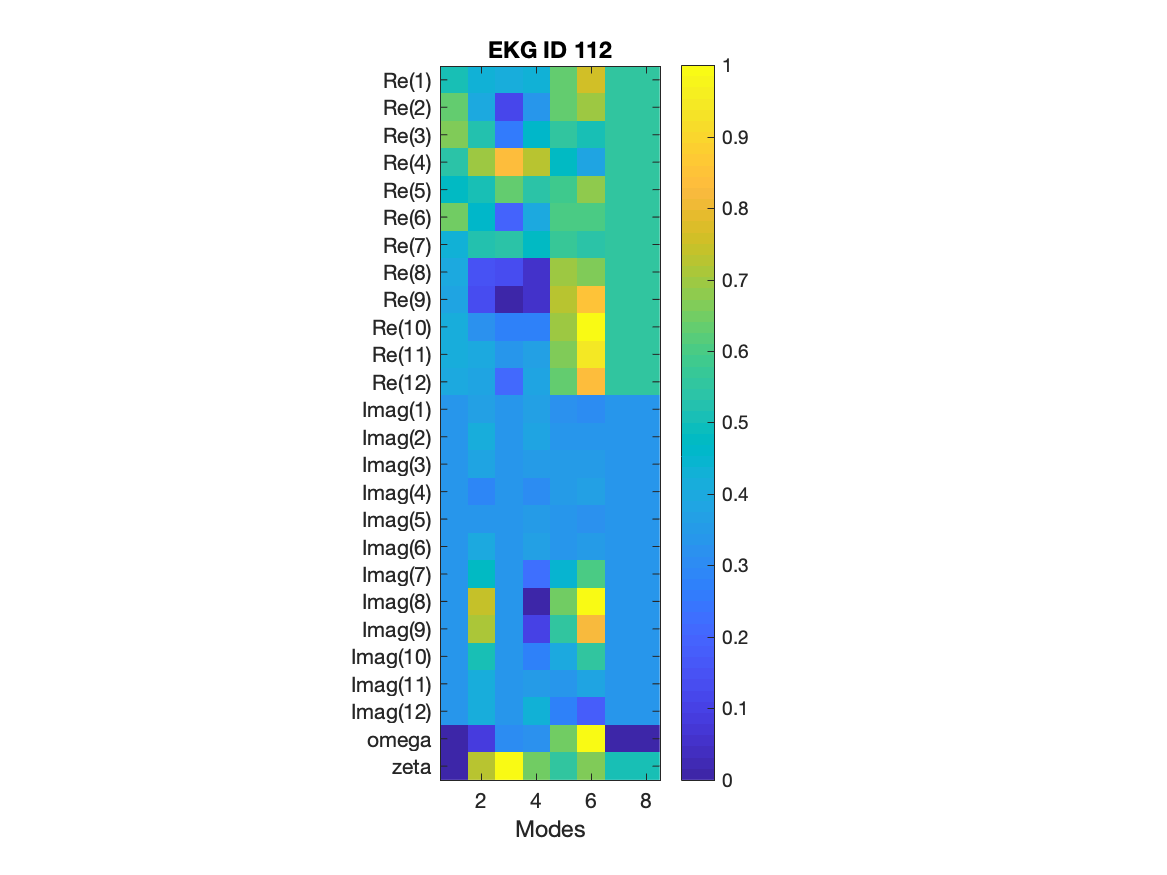 EKG ID 112
Re(1)
Re(2)
Re(3)
Re(4)
Re(5)
Re(6)
Re(7)
Re(8)
Re(9)
Re(10)
Re(11)
Re(12)
Imag(1)
Imag(2)
Imag(3)
Imag(4)
Imag(5)
Imag(6)
Imag(7)
Imag(8)
Imag(9)
Imag(10)
Imag(11)
Imag(12)
omega
zeta
2 4 6 8
Modes
1
0.9
0.8
0.7
0.6
0.5
0.4
0.3
0.2
0.1
0